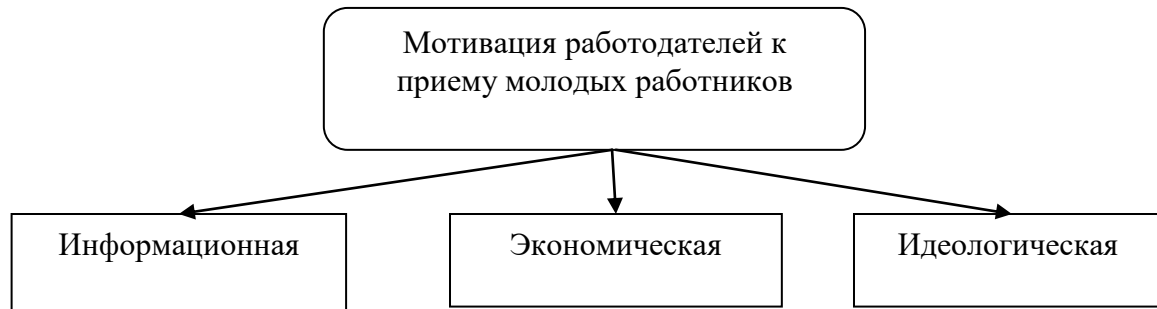 Мотивация работодателей к
приему молодых работников
Информационная
Экономическая
Идеологическая